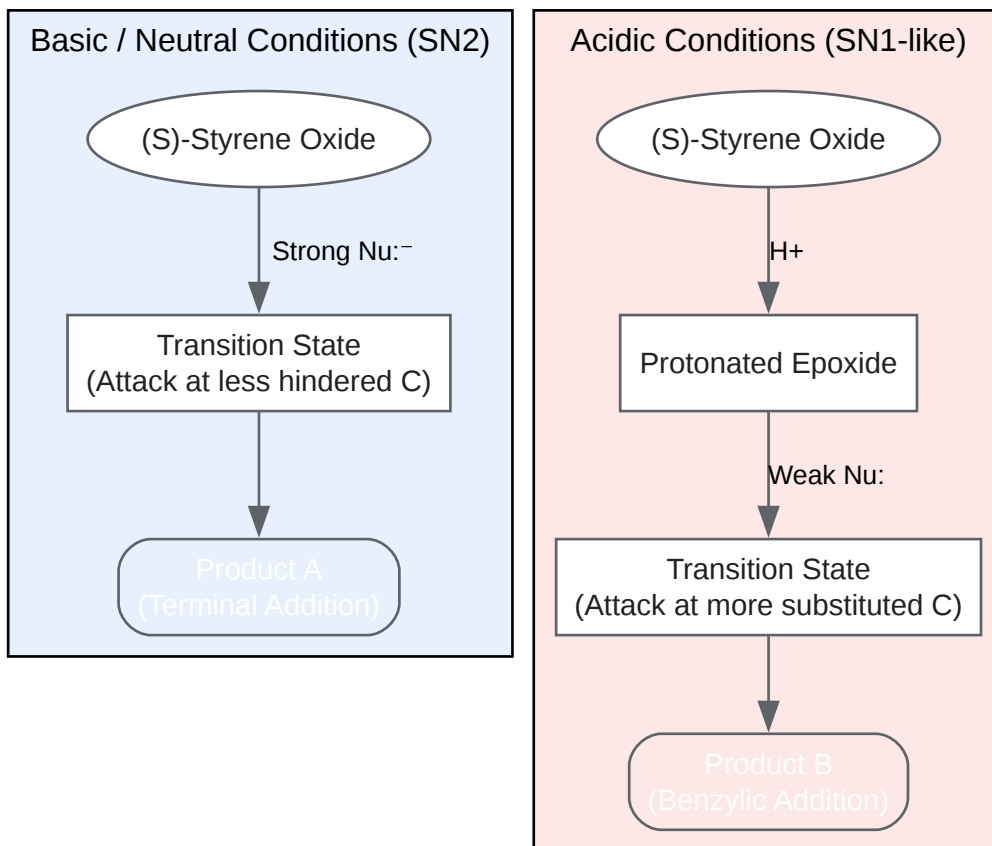 Basic / Neutral Conditions (SN2)
(S)-Styrene Oxide
Strong Nu:⁻
Transition State
(Attack at less hindered C)
Product A
(Terminal Addition)
Acidic Conditions (SN1-like)
(S)-Styrene Oxide
H+
Protonated Epoxide
Weak Nu:
Transition State
(Attack at more substituted C)
Product B
(Benzylic Addition)